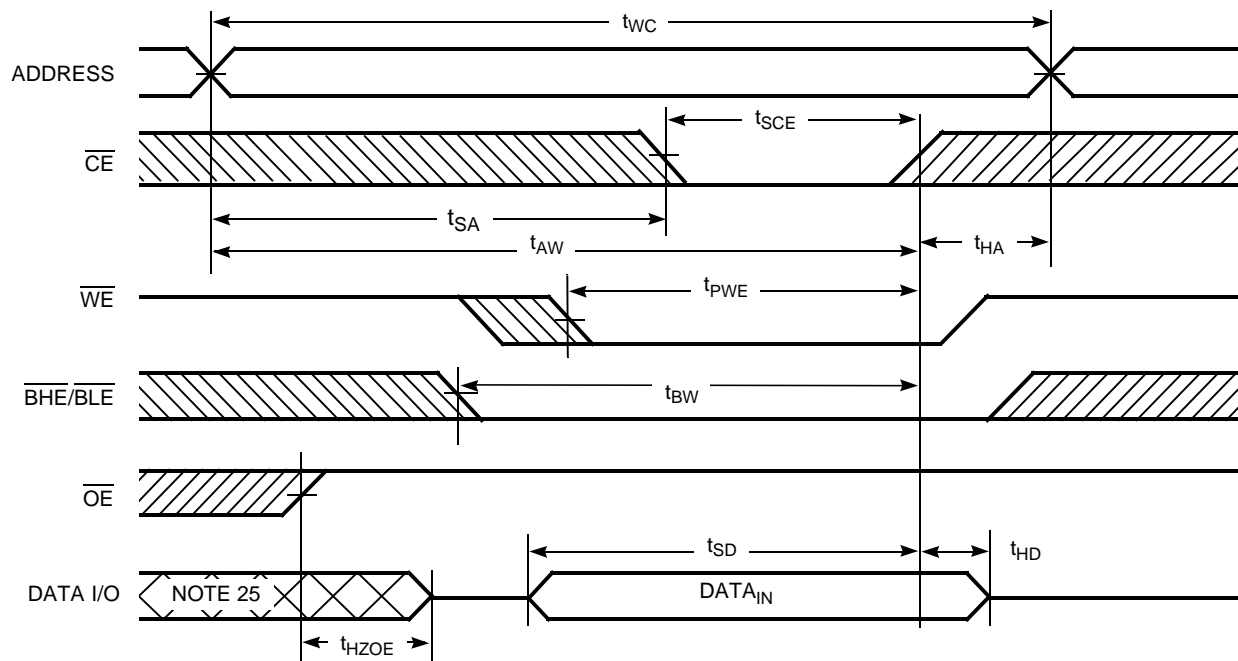 tWC
ADDRESS
tSCE
CE
tSA
tAW
tHA
WE
tPWE
BHE/BLE
tBW
OE
tSD
tHD
DATA I/O
NOTE 25
DATAIN
tHZOE